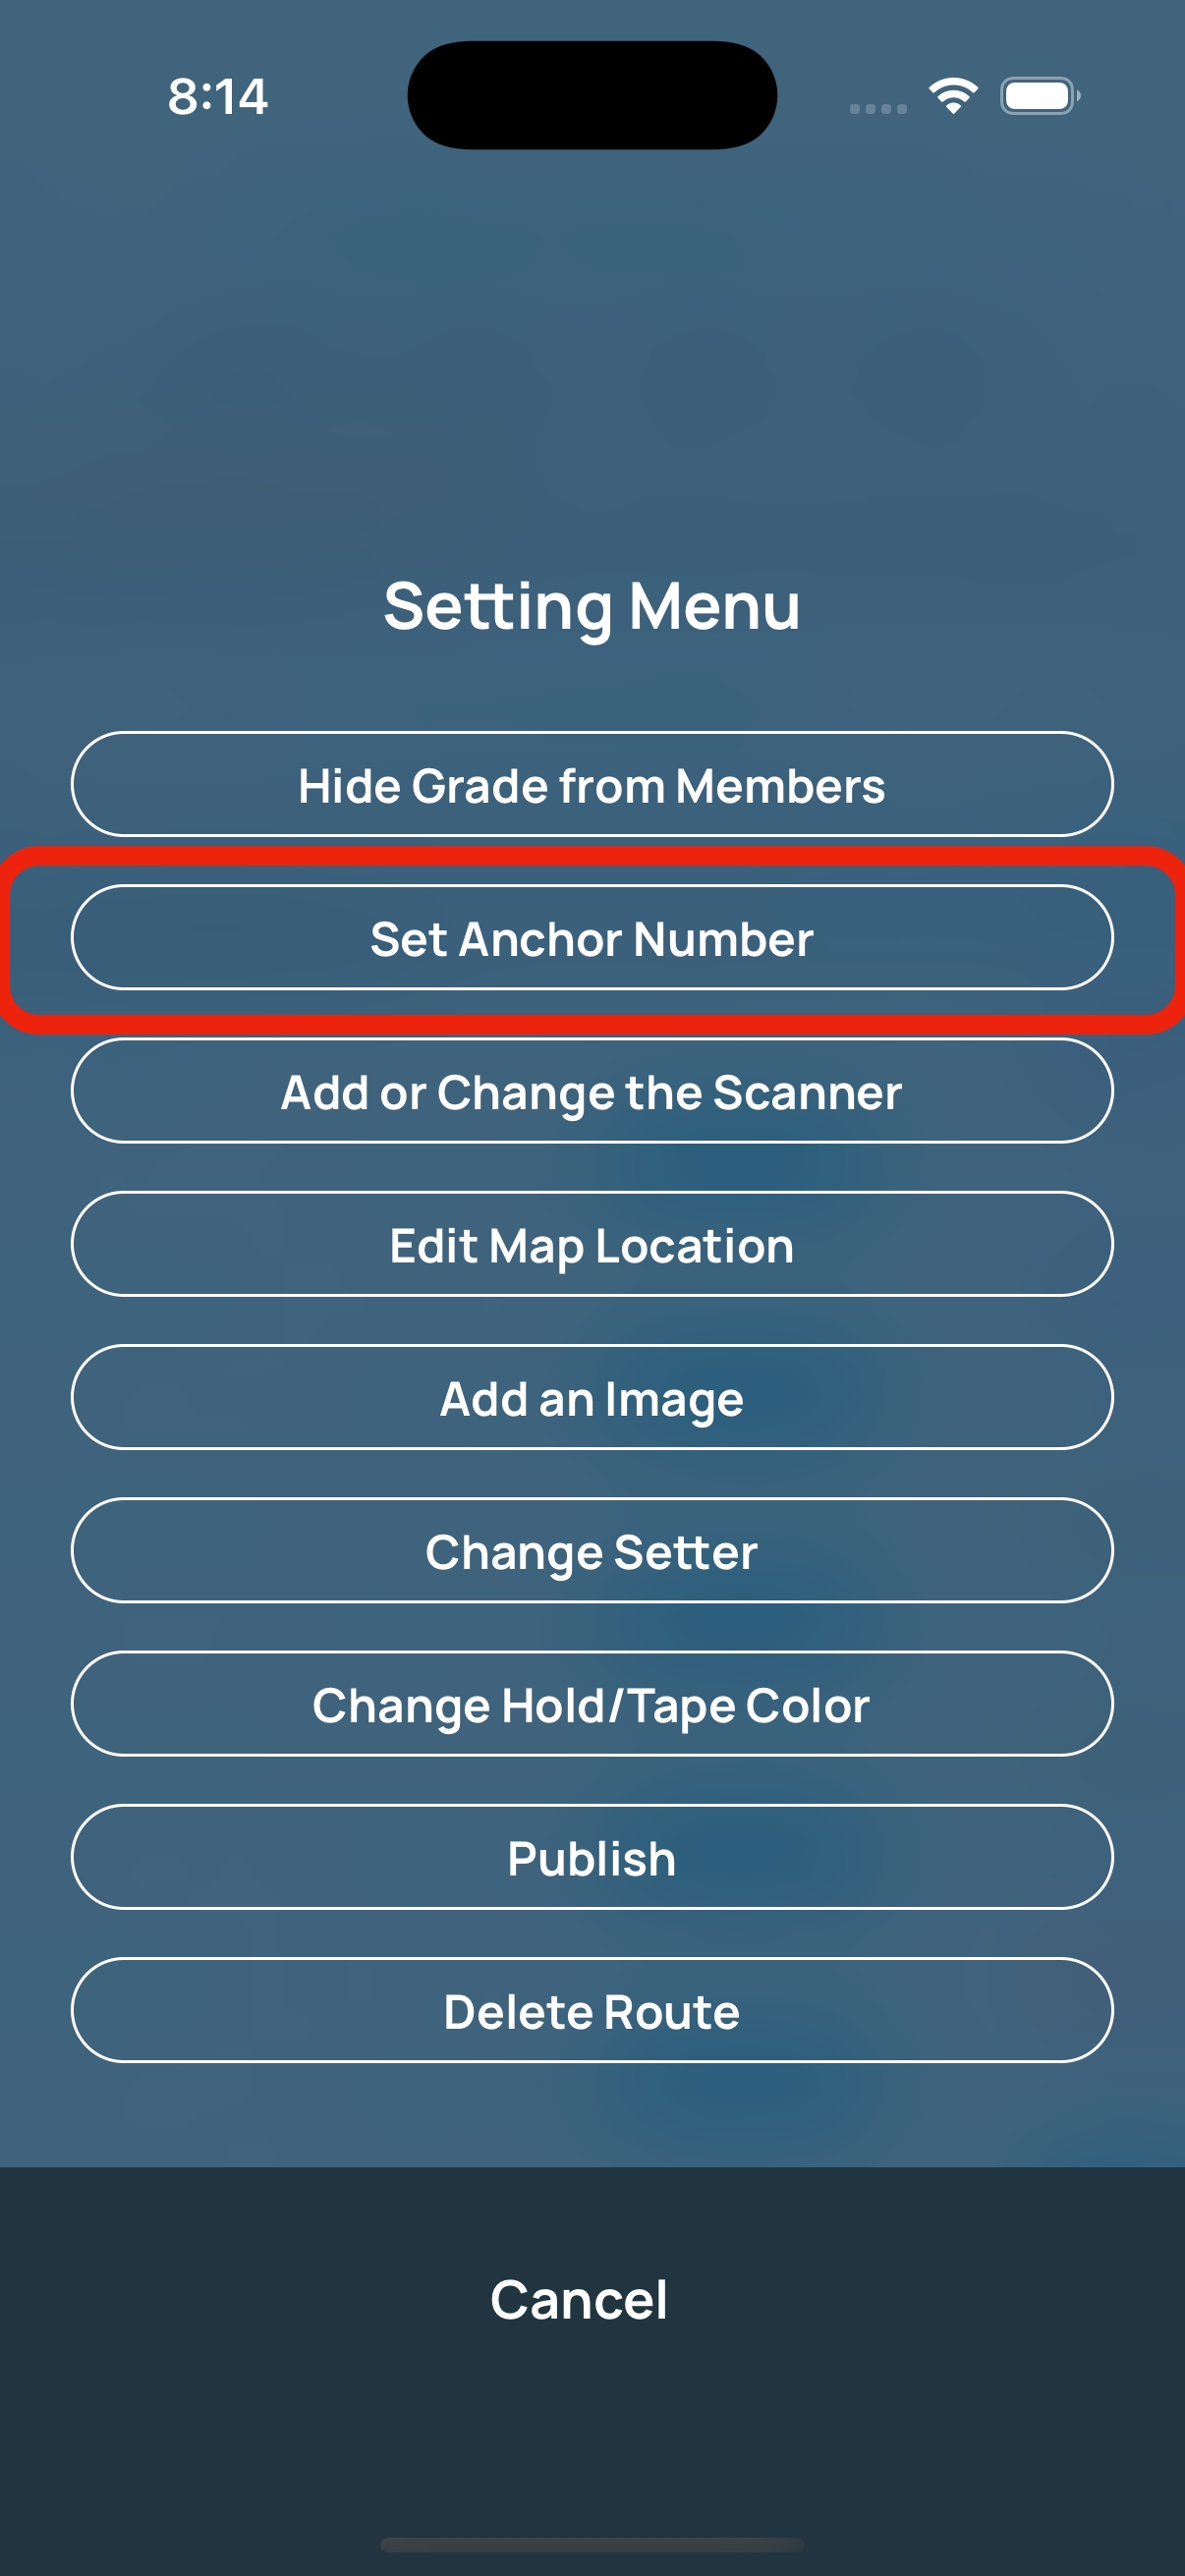 8:14
Setting Menu
Hide Grade from Members
Set Anchor Number
Add or Change the Scanner
Edit Map Location
Add an Image
Change Setter
Change Hold/Tape Color
Publish
Delete Route
Cancel